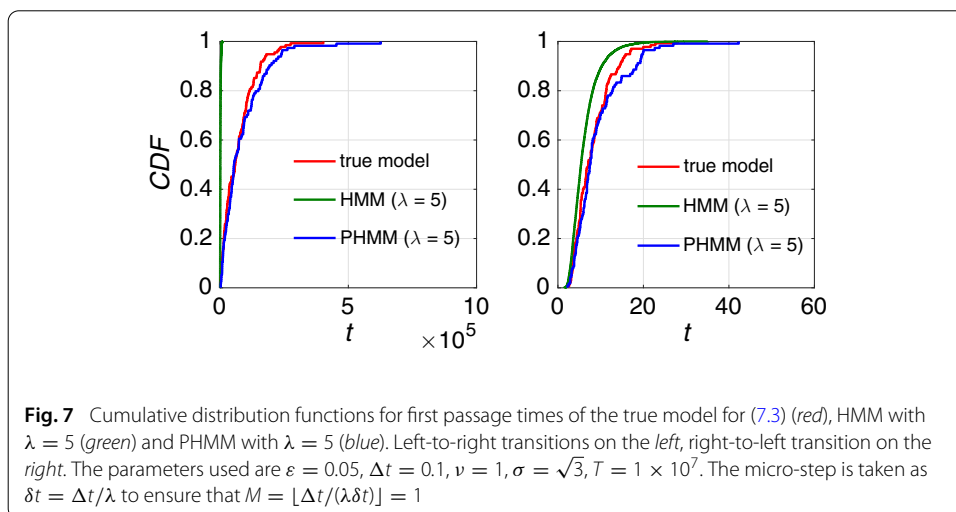 1
0.8
0.6
0.4
0.2
0
CDF
true model
HMM (λ = 5)
PHMM (λ = 5)
0 5 10
t ×10⁵
1
0.8
0.6
0.4
0.2
0
true model
HMM (λ = 5)
PHMM (λ = 5)
0 20 40 60
t
Fig. 7 Cumulative distribution functions for first passage times of the true model for (7.3) (red), HMM with
λ = 5 (green) and PHMM with λ = 5 (blue). Left-to-right transitions on the left, right-to-left transition on the
right. The parameters used are ε = 0.05, Δt = 0.1, ν = 1, σ = √3, T = 1 × 10⁷. The micro-step is taken as
δt = Δt/λ to ensure that M = ⌊Δt/(λδt)⌋ = 1